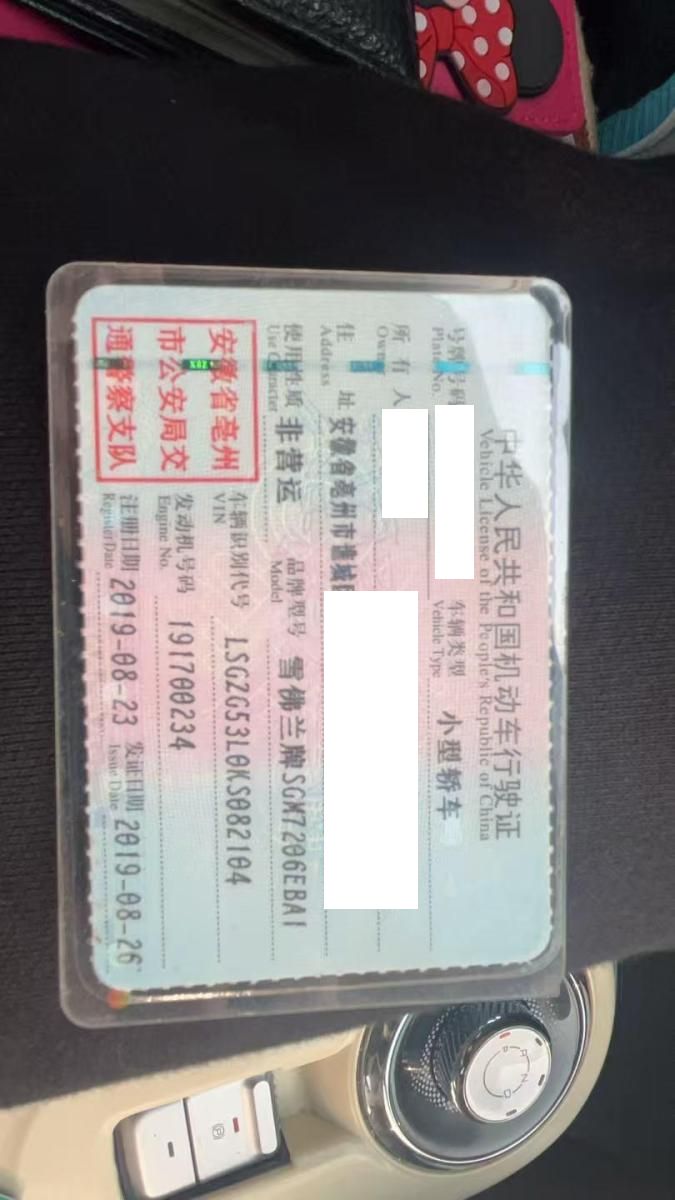 中华人民共和国机动车行驶证
Vehicle License of the People's Republic of China
号牌号码
Plate No.
车辆类型 小型轿车
Vehicle Type
所有人
Owner
住址 安徽省亳州市谯城区
Address
使用性质 非营运
Use Character
品牌型号 雪佛兰牌SGM7206EBA1
Model
安徽省亳州
市公安局交
通警察支队
车辆识别代号 LSGZG53L0KS082104
VIN
发动机号码 191700234
Engine No.
注册日期 2019-08-23
Register Date
发证日期 2019-08-26
Issue Date
P
R
N
D